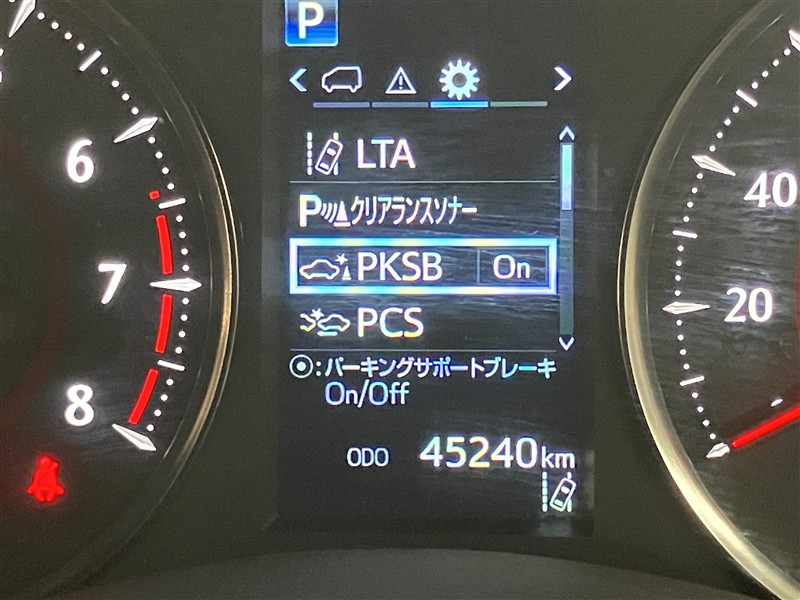 P
6
7
8
LTA
Pクリアランスソナー
PKSB On
PCS
⦿:パーキングサポートブレーキ
On/Off
ODO 45240km
40
20